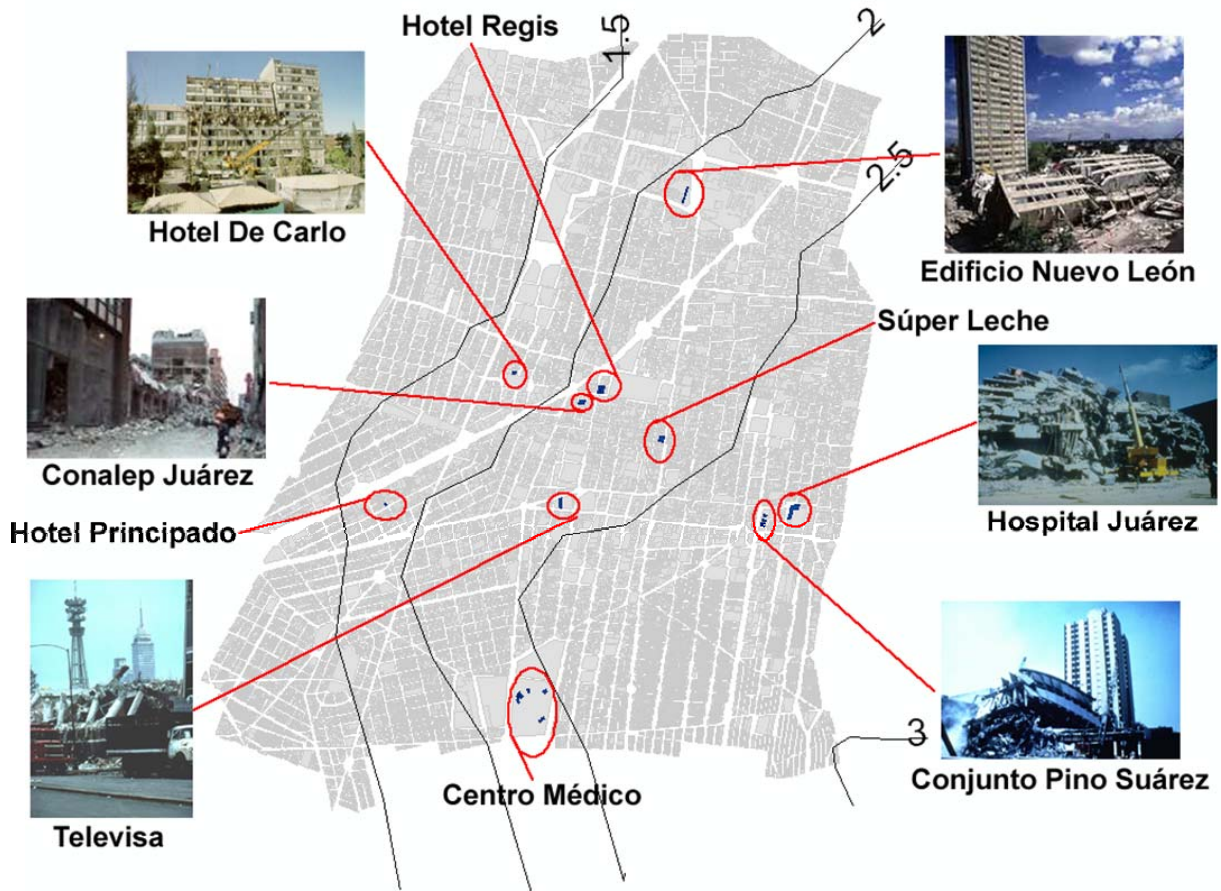 Hotel Regis
1.5
2
Hotel De Carlo
2.5
Edificio Nuevo León
Súper Leche
Conalep Juárez
Hotel Principado
Hospital Juárez
3
Conjunto Pino Suárez
Centro Médico
Televisa